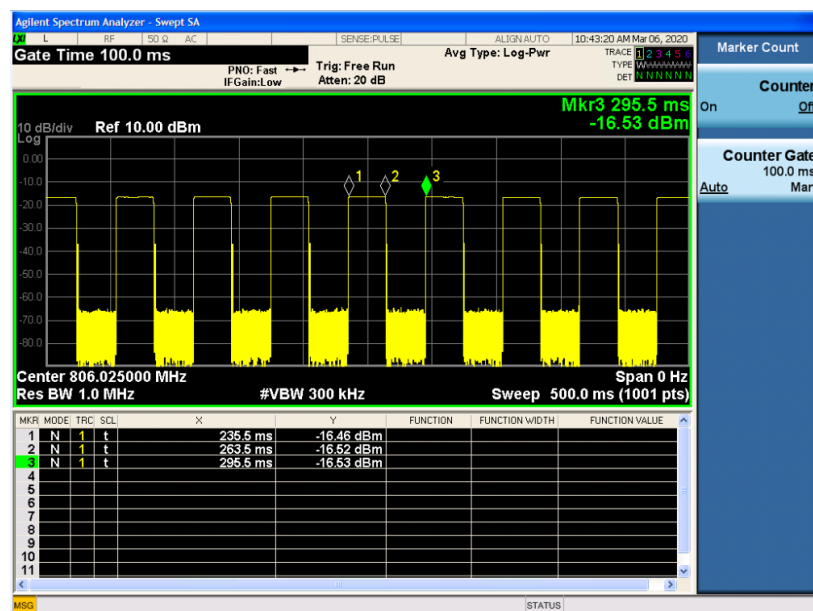 Agilent Spectrum Analyzer - Swept SA
LXI L RF 50 Ω AC SENSE:PULSE ALIGN AUTO 10:43:20 AM Mar 06, 2020
Gate Time 100.0 ms
PNO: Fast
IFGain:Low
Trig: Free Run
Atten: 20 dB
Avg Type: Log-Pwr
TRACE 1 2 3 4 5 6
TYPE WWWWWW
DET N N N N N N
Mkr3 295.5 ms
-16.53 dBm
10 dB/div Ref 10.00 dBm
Log
0.00
-10.0
-20.0
-30.0
-40.0
-50.0
-60.0
-70.0
-80.0
1 2 3
Center 806.025000 MHz Span 0 Hz
Res BW 1.0 MHz #VBW 300 kHz Sweep 500.0 ms (1001 pts)
MKR MODE TRC SCL X Y FUNCTION FUNCTION WIDTH FUNCTION VALUE
1 N 1 t 235.5 ms -16.46 dBm
2 N 1 t 263.5 ms -16.52 dBm
3 N 1 t 295.5 ms -16.53 dBm
4
5
6
7
8
9
10
11
MSG STATUS
Marker Count
Counter
On Off
Counter Gate
100.0 ms
Auto Man